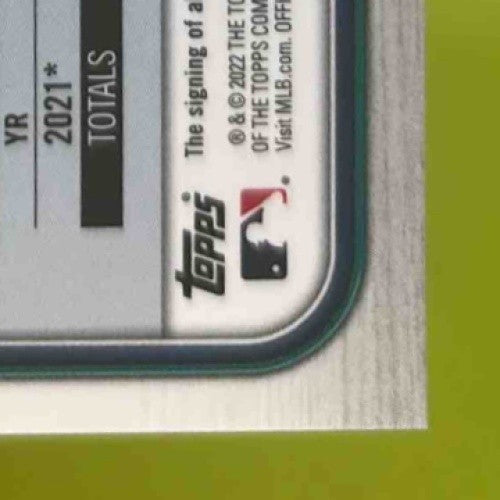 YR
2021*
TOTALS
topps
The signing of a
® & © 2022 THE TO
OF THE TOPPS COM
Visit MLB.com. OFF
®